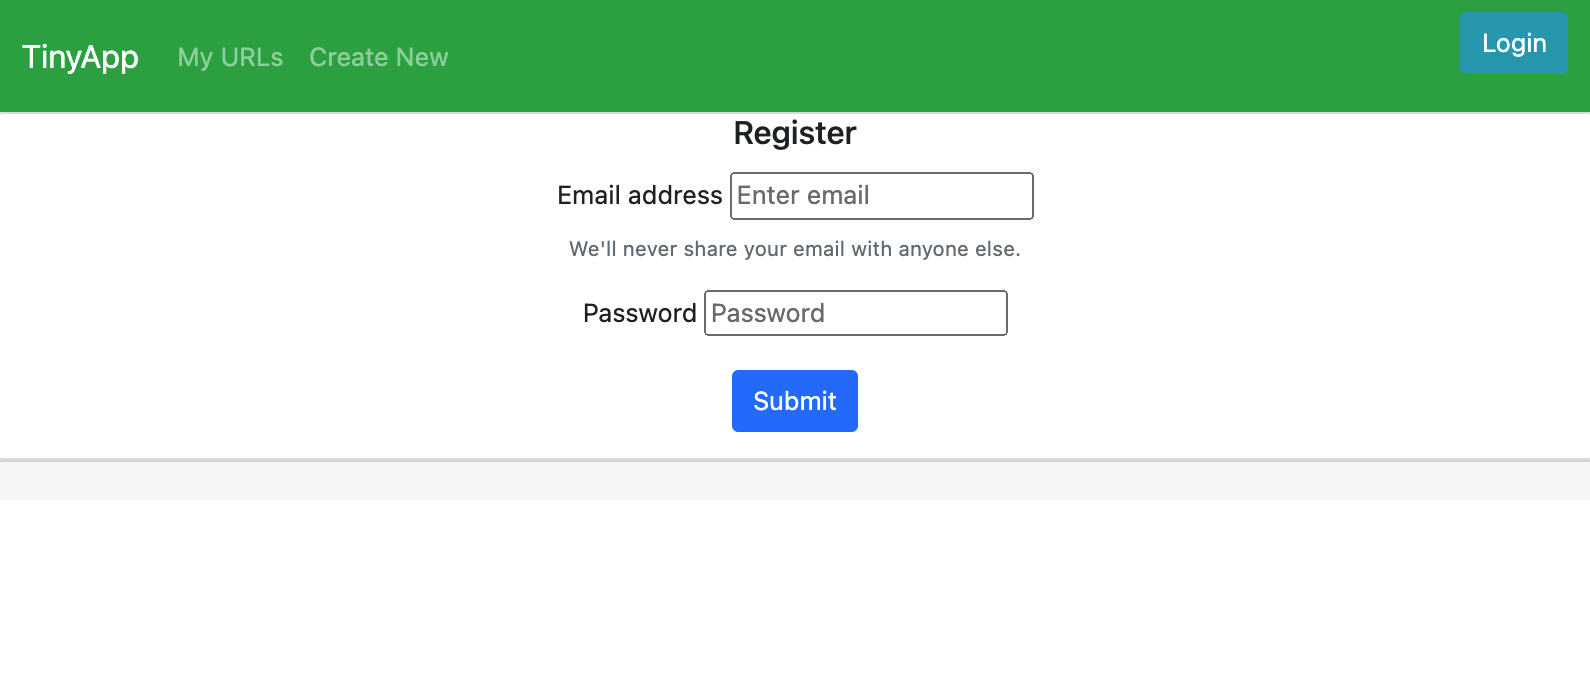 TinyApp My URLs Create New Login
Register
Email address Enter email
We'll never share your email with anyone else.
Password Password
Submit